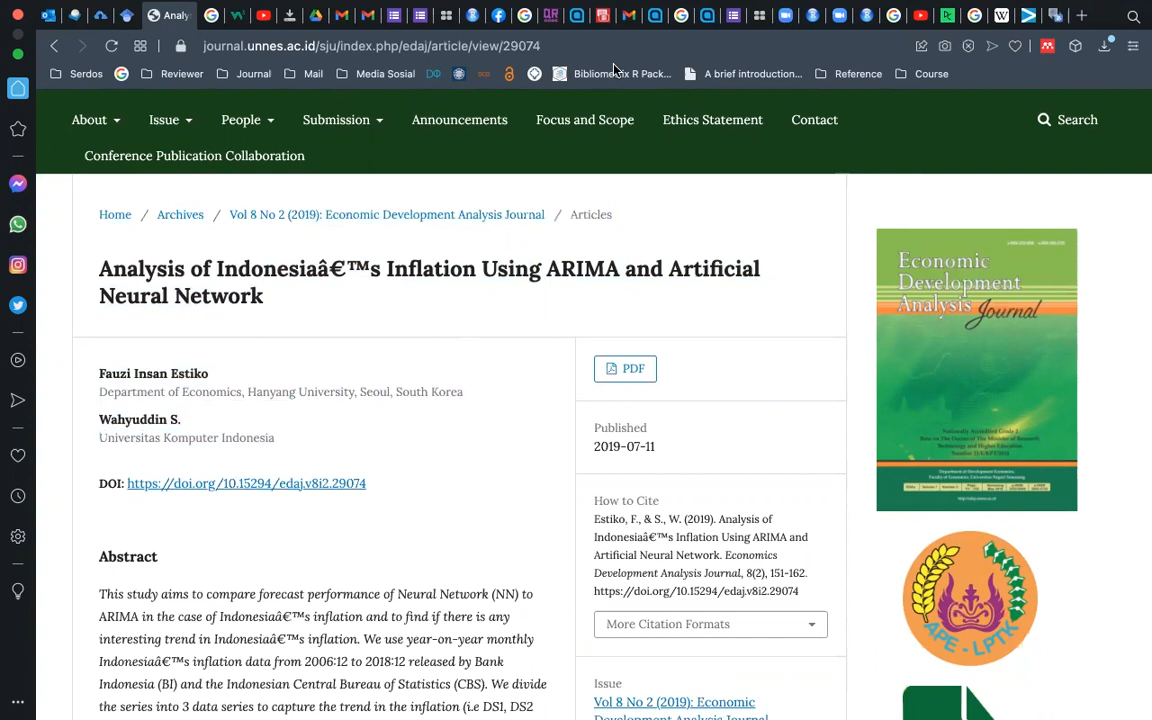 Analy
journal.unnes.ac.id/sju/index.php/edaj/article/view/29074
Serdos
Reviewer
Journal
Mail
Media Sosial
Bibliometrix R Pack...
A brief introduction...
Reference
Course
About
Issue
People
Submission
Announcements
Focus and Scope
Ethics Statement
Contact
Search
Conference Publication Collaboration
Home / Archives / Vol 8 No 2 (2019): Economic Development Analysis Journal / Articles
Analysis of Indonesiaâ€™s Inflation Using ARIMA and Artificial
Neural Network
Fauzi Insan Estiko
Department of Economics, Hanyang University, Seoul, South Korea
Wahyuddin S.
Universitas Komputer Indonesia
DOI: https://doi.org/10.15294/edaj.v8i2.29074
Abstract
This study aims to compare forecast performance of Neural Network (NN) to
ARIMA in the case of Indonesiaâ€™s inflation and to find if there is any
interesting trend in Indonesiaâ€™s inflation. We use year-on-year monthly
Indonesiaâ€™s inflation data from 2006:12 to 2018:12 released by Bank
Indonesia (BI) and the Indonesian Central Bureau of Statistics (CBS). We divide
the series into 3 data series to capture the trend in the inflation (i.e DS1, DS2
PDF
Published
2019-07-11
How to Cite
Estiko, F., & S., W. (2019). Analysis of
Indonesiaâ€™s Inflation Using ARIMA and
Artificial Neural Network. Economics
Development Analysis Journal, 8(2), 151-162.
https://doi.org/10.15294/edaj.v8i2.29074
More Citation Formats
Issue
Vol 8 No 2 (2019): Economic
Development Analysis Journal
Economic
Development
Analysis Journal
APE - LPTK